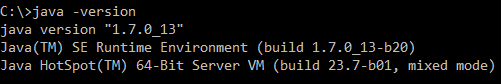 C:\>java -version
java version "1.7.0_13"
Java(TM) SE Runtime Environment (build 1.7.0_13-b20)
Java HotSpot(TM) 64-Bit Server VM (build 23.7-b01, mixed mode)